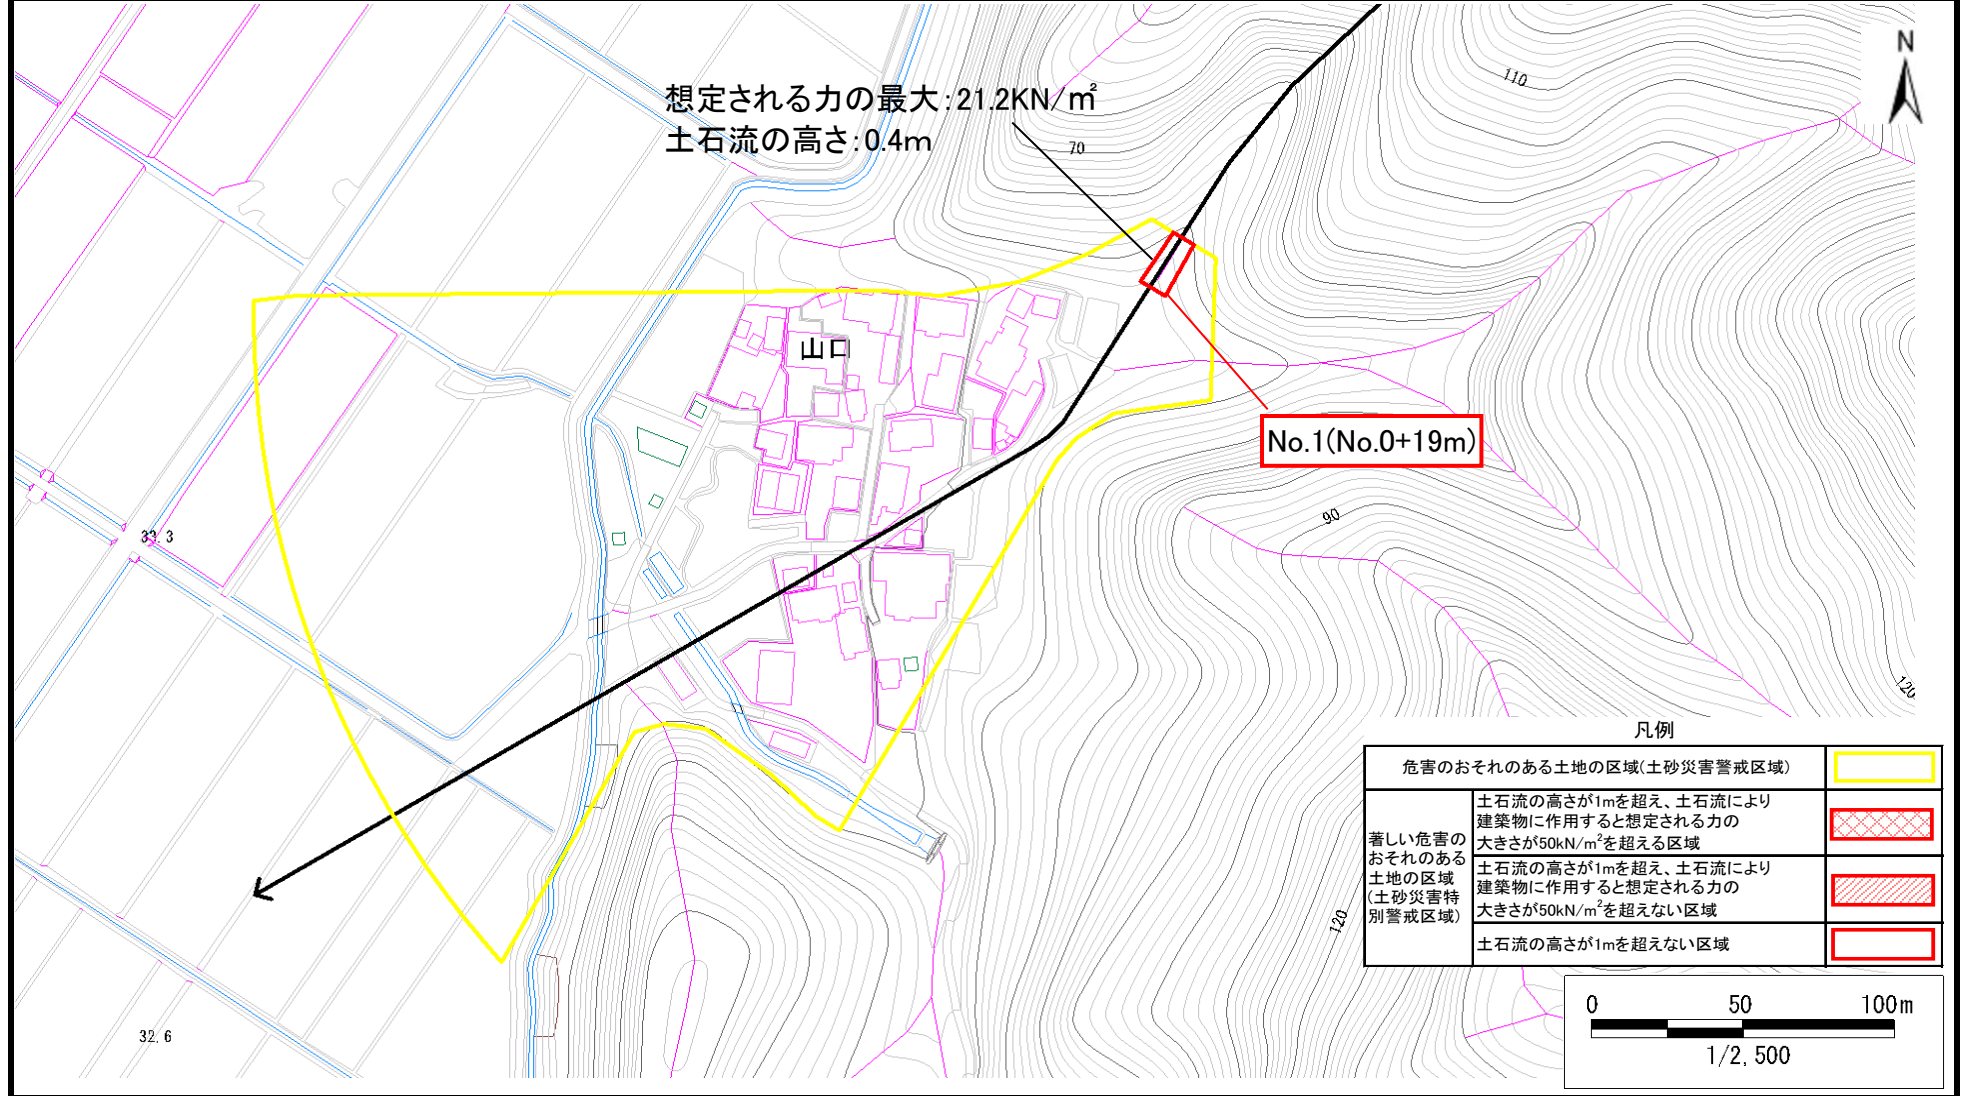 N
想定される力の最大:21.2KN/㎡
土石流の高さ:0.4m
110
70
山口
No.1(No.0+19m)
33.3
90
120
120
32.6
凡例
危害のおそれのある土地の区域(土砂災害警戒区域)
著しい危害の
おそれのある
土地の区域
(土砂災害特
別警戒区域)
土石流の高さが1mを超え、土石流により
建築物に作用すると想定される力の
大きさが50kN/m²を超える区域
土石流の高さが1mを超え、土石流により
建築物に作用すると想定される力の
大きさが50kN/m²を超えない区域
土石流の高さが1mを超えない区域
0 50 100m
1/2,500